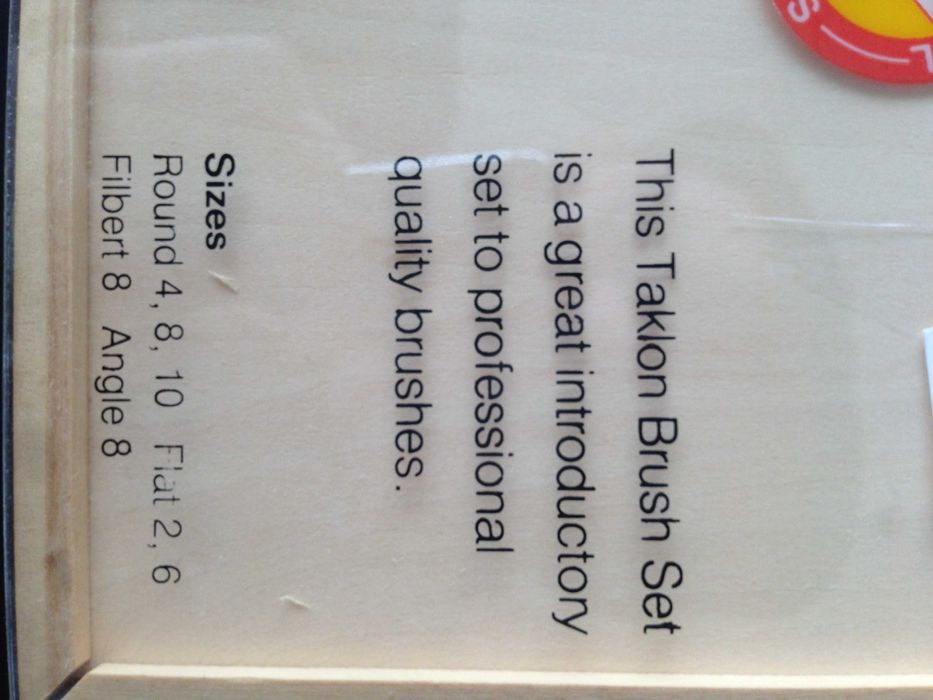 This Taklon Brush Set
is a great introductory
set to professional
quality brushes.
Sizes
Round 4, 8, 10 Flat 2, 6
Filbert 8 Angle 8